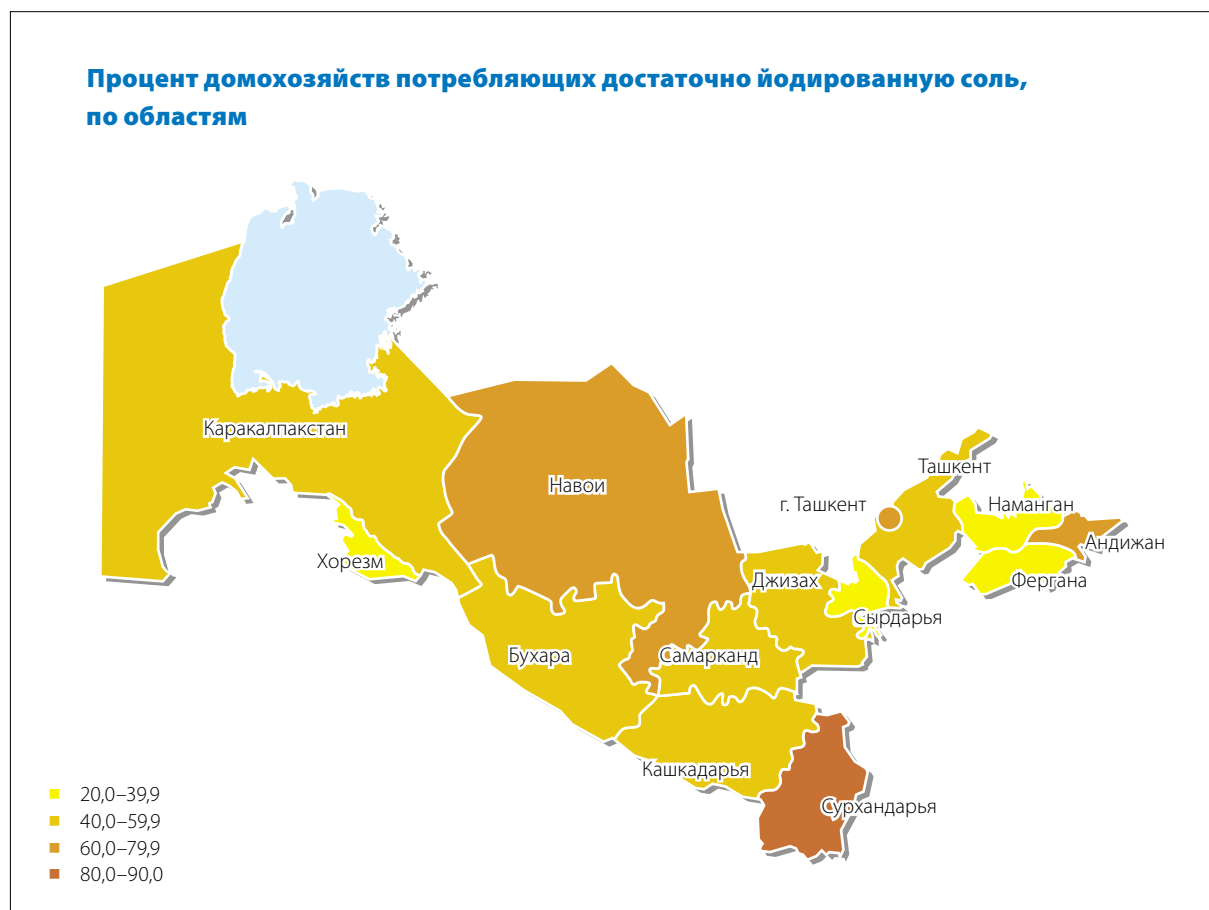 Процент домохозяйств потребляющих достаточно йодированную соль,
по областям
Каракалпакстан
Ташкент
Навои
г. Ташкент
Наманган
Андижан
Хорезм
Джизах
Фергана
Сырдарья
Бухара
Самарканд
Кашкадарья
Сурхандарья
20,0–39,9
40,0–59,9
60,0–79,9
80,0–90,0